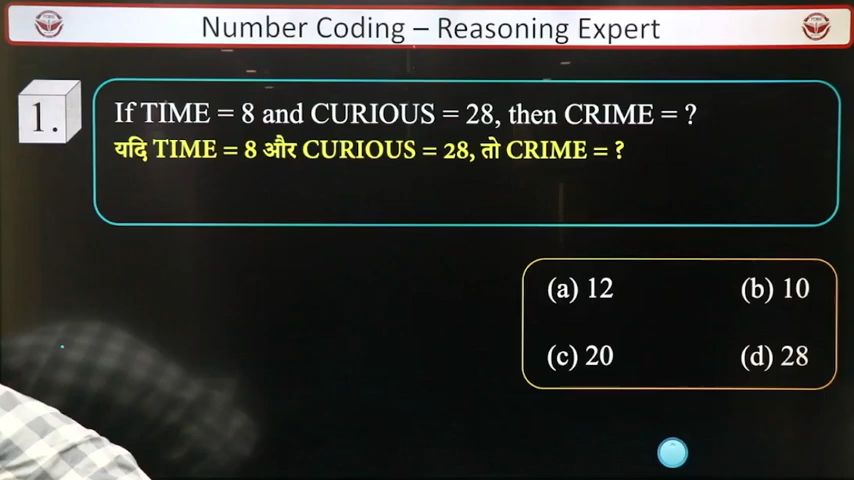 Number Coding – Reasoning Expert
1.
If TIME = 8 and CURIOUS = 28, then CRIME = ?
यदि TIME = 8 और CURIOUS = 28, तो CRIME = ?
(a) 12
(b) 10
(c) 20
(d) 28